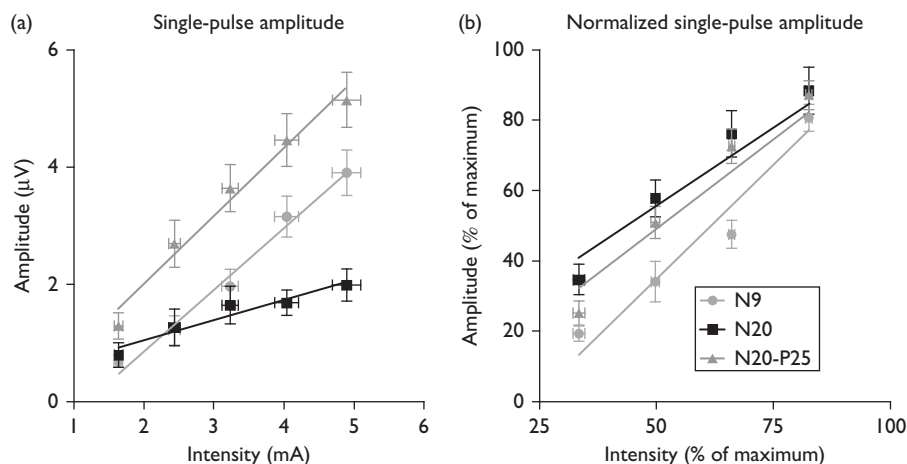 (a) Single-pulse amplitude
6
4
2
0
Amplitude (μV)
1 2 3 4 5 6
Intensity (mA)
(b) Normalized single-pulse amplitude
100
80
60
40
20
0
Amplitude (% of maximum)
N9
N20
N20-P25
25 50 75 100
Intensity (% of maximum)